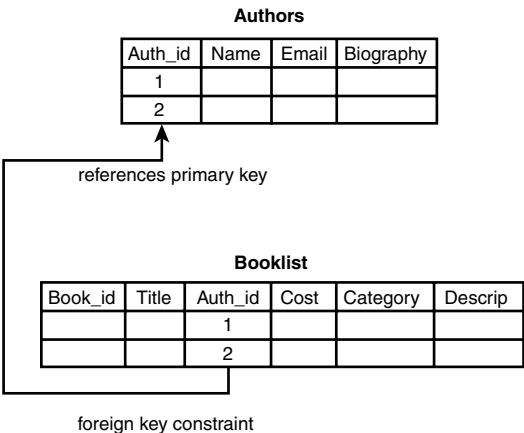 Authors
Auth_id Name Email Biography
1
2
references primary key
Booklist
Book_id Title Auth_id Cost Category Descrip
1
2
foreign key constraint